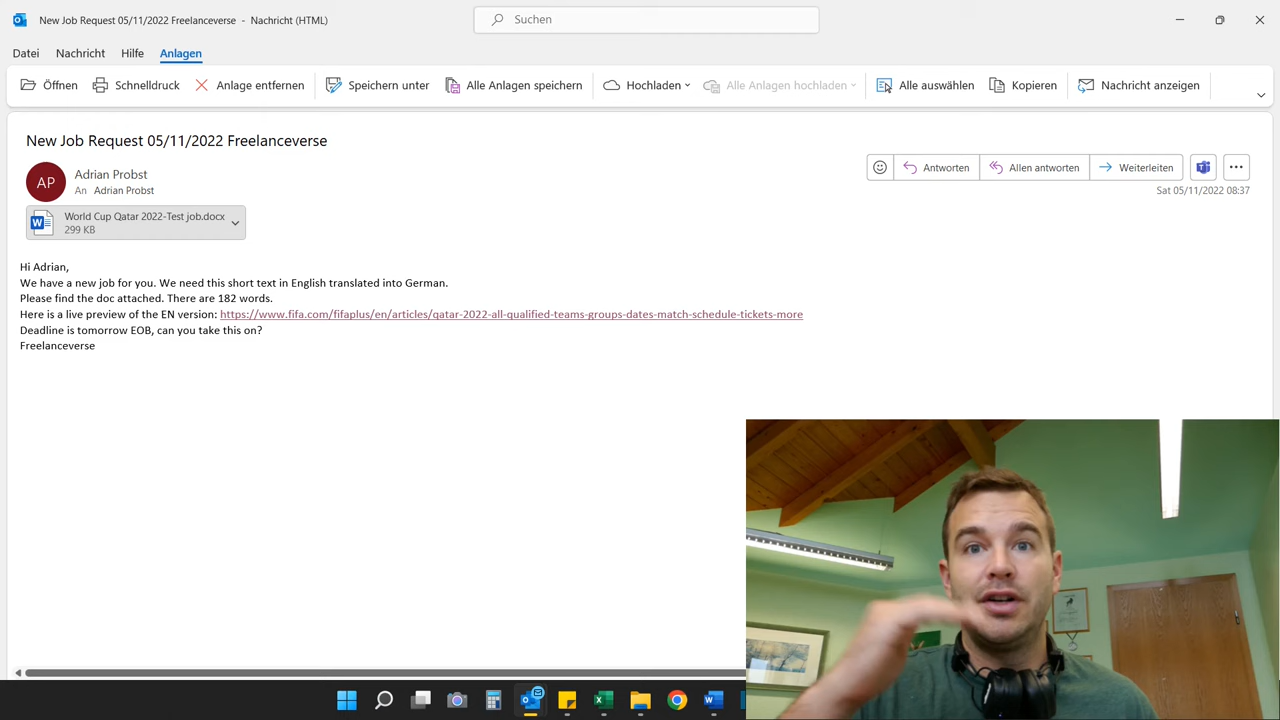 New Job Request 05/11/2022 Freelanceverse - Nachricht (HTML)
Suchen
Datei Nachricht Hilfe Anlagen
Öffnen Schnelldruck Anlage entfernen Speichern unter Alle Anlagen speichern Hochladen Alle Anlagen hochladen Alle auswählen Kopieren Nachricht anzeigen
New Job Request 05/11/2022 Freelanceverse
AP
Adrian Probst
An Adrian Probst
Antworten Allen antworten Weiterleiten
Sat 05/11/2022 08:37
World Cup Qatar 2022-Test job.docx
299 KB
Hi Adrian,
We have a new job for you. We need this short text in English translated into German.
Please find the doc attached. There are 182 words.
Here is a live preview of the EN version: https://www.fifa.com/fifaplus/en/articles/qatar-2022-all-qualified-teams-groups-dates-match-schedule-tickets-more
Deadline is tomorrow EOB, can you take this on?
Freelanceverse